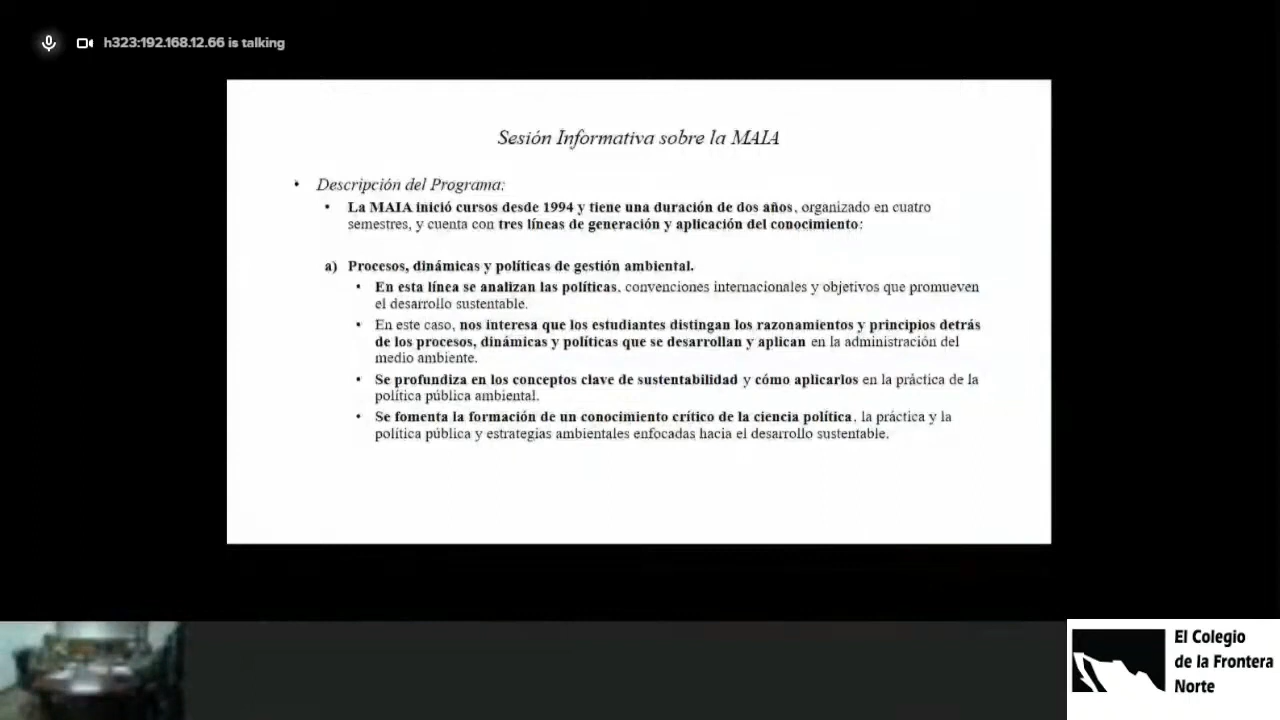 h323:192.168.12.66 is talking
Sesión Informativa sobre la MAIA
• Descripción del Programa:
• La MAIA inició cursos desde 1994 y tiene una duración de dos años, organizado en cuatro
semestres, y cuenta con tres líneas de generación y aplicación del conocimiento:
a) Procesos, dinámicas y políticas de gestión ambiental.
• En esta línea se analizan las políticas, convenciones internacionales y objetivos que promueven
el desarrollo sustentable.
• En este caso, nos interesa que los estudiantes distingan los razonamientos y principios detrás
de los procesos, dinámicas y políticas que se desarrollan y aplican en la administración del
medio ambiente.
• Se profundiza en los conceptos clave de sustentabilidad y cómo aplicarlos en la práctica de la
política pública ambiental.
• Se fomenta la formación de un conocimiento crítico de la ciencia política, la práctica y la
política pública y estrategias ambientales enfocadas hacia el desarrollo sustentable.
El Colegio
de la Frontera
Norte